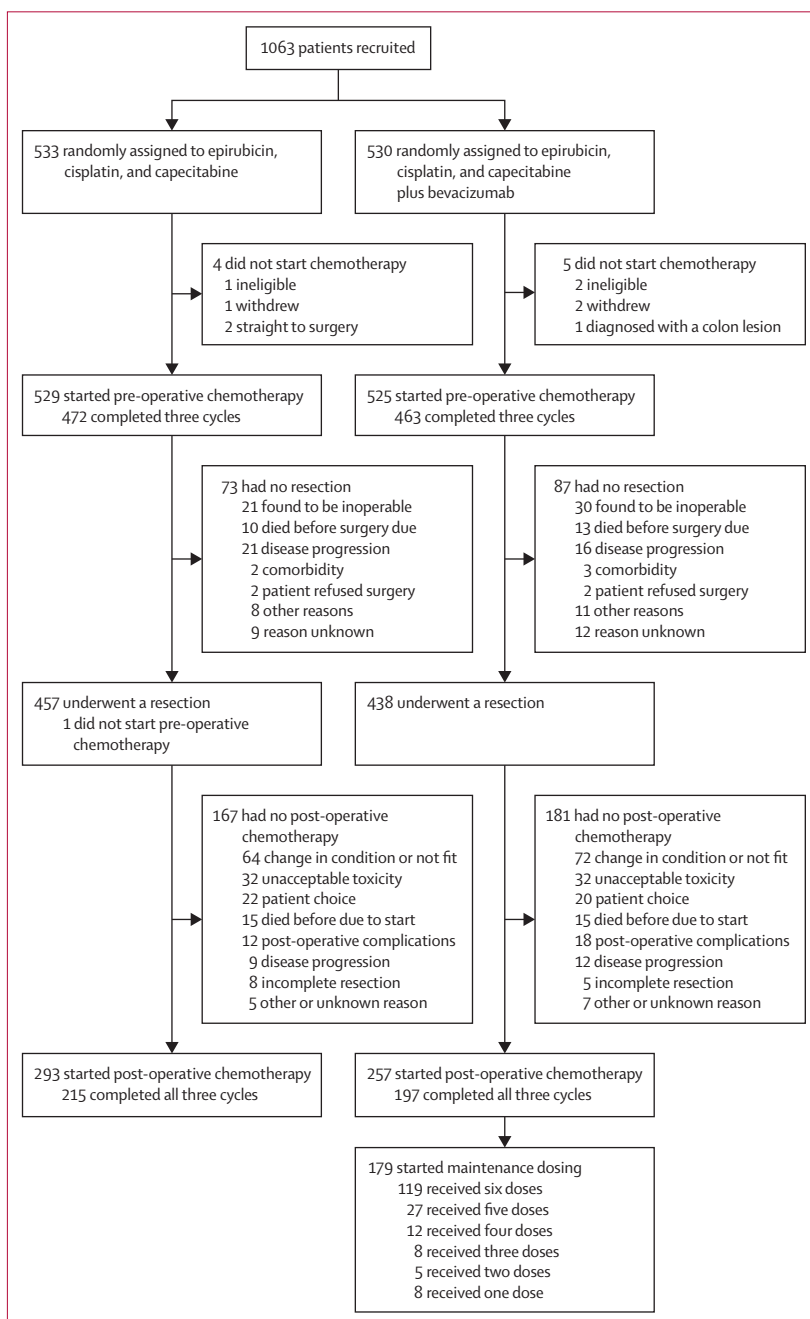 1063 patients recruited
533 randomly assigned to epirubicin,
cisplatin, and capecitabine
530 randomly assigned to epirubicin,
cisplatin, and capecitabine
plus bevacizumab
4 did not start chemotherapy
1 ineligible
1 withdrew
2 straight to surgery
5 did not start chemotherapy
2 ineligible
2 withdrew
1 diagnosed with a colon lesion
529 started pre-operative chemotherapy
472 completed three cycles
525 started pre-operative chemotherapy
463 completed three cycles
73 had no resection
21 found to be inoperable
10 died before surgery due
21 disease progression
2 comorbidity
2 patient refused surgery
8 other reasons
9 reason unknown
87 had no resection
30 found to be inoperable
13 died before surgery due
16 disease progression
3 comorbidity
2 patient refused surgery
11 other reasons
12 reason unknown
457 underwent a resection
1 did not start pre-operative
chemotherapy
438 underwent a resection
167 had no post-operative
chemotherapy
64 change in condition or not fit
32 unacceptable toxicity
22 patient choice
15 died before due to start
12 post-operative complications
9 disease progression
8 incomplete resection
5 other or unknown reason
181 had no post-operative
chemotherapy
72 change in condition or not fit
32 unacceptable toxicity
20 patient choice
15 died before due to start
18 post-operative complications
12 disease progression
5 incomplete resection
7 other or unknown reason
293 started post-operative chemotherapy
215 completed all three cycles
257 started post-operative chemotherapy
197 completed all three cycles
179 started maintenance dosing
119 received six doses
27 received five doses
12 received four doses
8 received three doses
5 received two doses
8 received one dose